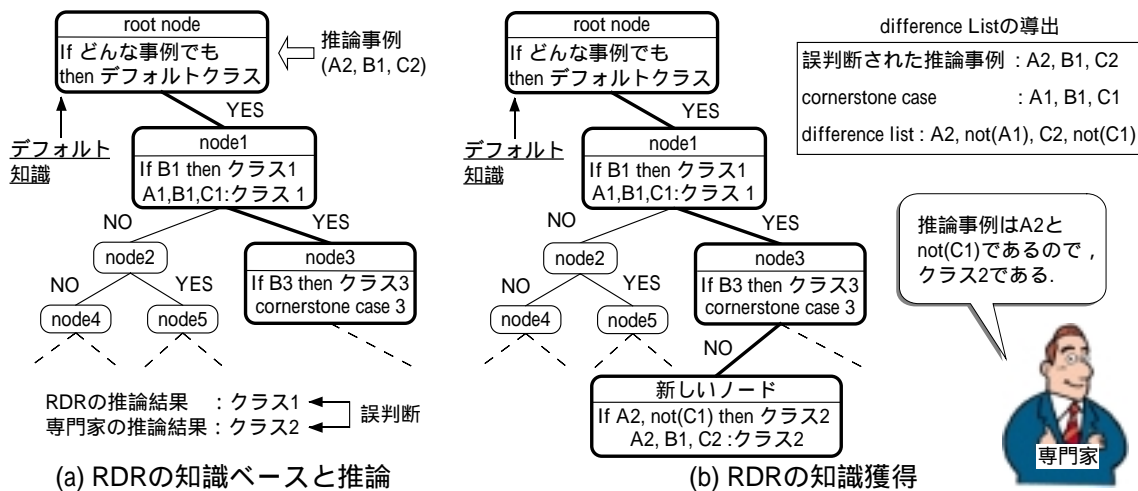 root node
If どんな事例でも
then デフォルトクラス
推論事例
(A2, B1, C2)
YES
デフォルト
知識
node1
If B1 then クラス1
A1,B1,C1:クラス 1
NO
YES
node2
node3
If B3 then クラス3
cornerstone case 3
NO
YES
node4
node5
RDRの推論結果 : クラス1
専門家の推論結果 : クラス2
誤判断
(a) RDRの知識ベースと推論
root node
If どんな事例でも
then デフォルトクラス
YES
デフォルト
知識
node1
If B1 then クラス1
A1,B1,C1:クラス 1
NO
YES
node2
node3
If B3 then クラス3
cornerstone case 3
NO
YES
node4
node5
NO
新しいノード
If A2, not(C1) then クラス2
A2, B1, C2 :クラス2
(b) RDRの知識獲得
difference Listの導出
誤判断された推論事例 : A2, B1, C2
cornerstone case : A1, B1, C1
difference list : A2, not(A1), C2, not(C1)
推論事例はA2と
not(C1)であるので,
クラス2である.
専門家